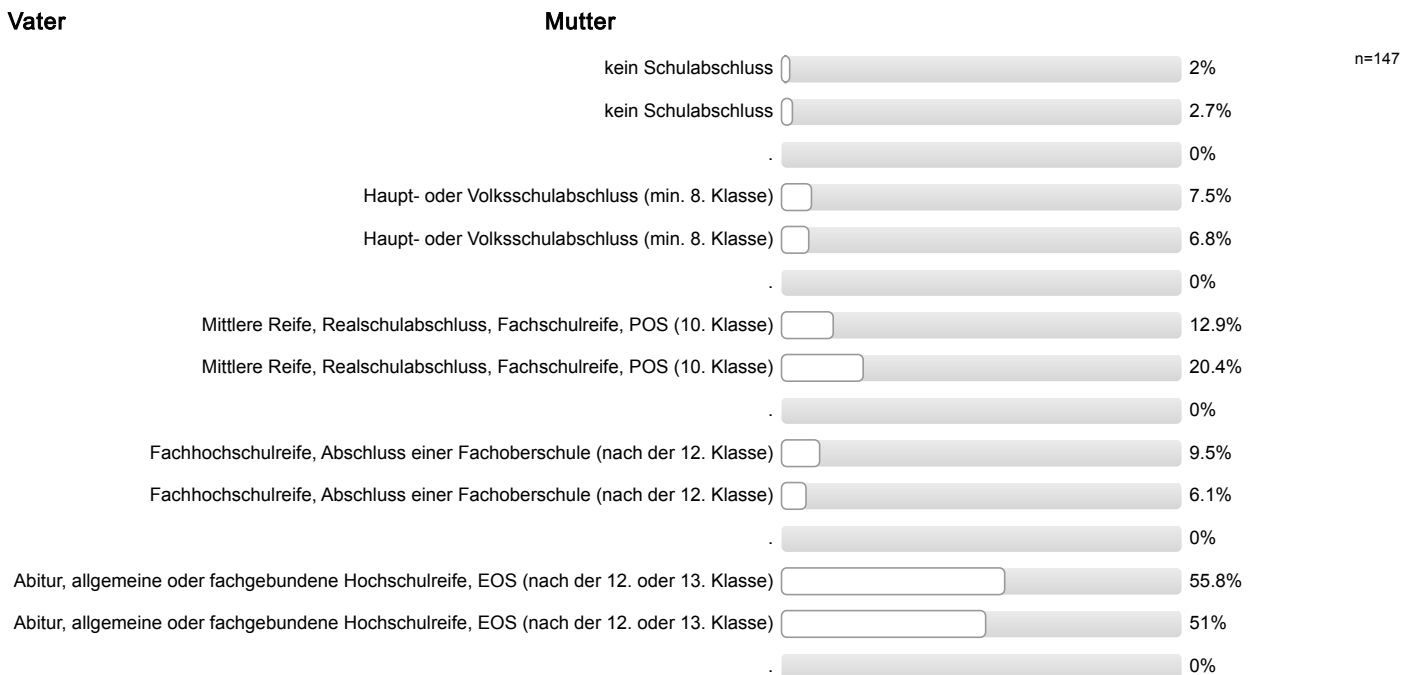 Vater Mutter
n=147
kein Schulabschluss 2%
kein Schulabschluss 2.7%
. 0%
Haupt- oder Volksschulabschluss (min. 8. Klasse) 7.5%
Haupt- oder Volksschulabschluss (min. 8. Klasse) 6.8%
. 0%
Mittlere Reife, Realschulabschluss, Fachschulreife, POS (10. Klasse) 12.9%
Mittlere Reife, Realschulabschluss, Fachschulreife, POS (10. Klasse) 20.4%
. 0%
Fachhochschulreife, Abschluss einer Fachoberschule (nach der 12. Klasse) 9.5%
Fachhochschulreife, Abschluss einer Fachoberschule (nach der 12. Klasse) 6.1%
. 0%
Abitur, allgemeine oder fachgebundene Hochschulreife, EOS (nach der 12. oder 13. Klasse) 55.8%
Abitur, allgemeine oder fachgebundene Hochschulreife, EOS (nach der 12. oder 13. Klasse) 51%
. 0%